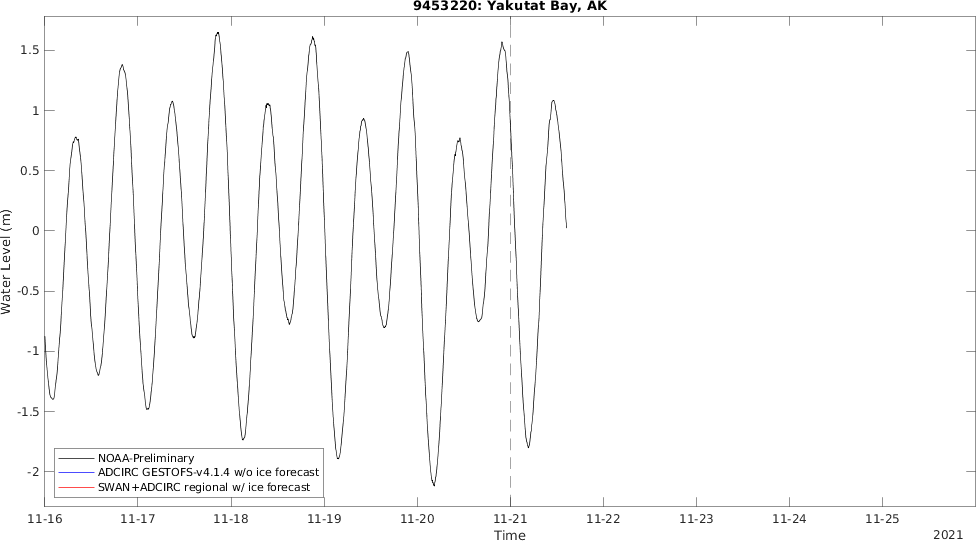 9453220: Yakutat Bay, AK
Water Level (m)
1.5
1
0.5
0
-0.5
-1
-1.5
-2
NOAA-Preliminary
ADCIRC GESTOFS-v4.1.4 w/o ice forecast
SWAN+ADCIRC regional w/ ice forecast
11-16 11-17 11-18 11-19 11-20 11-21 11-22 11-23 11-24 11-25
Time
2021